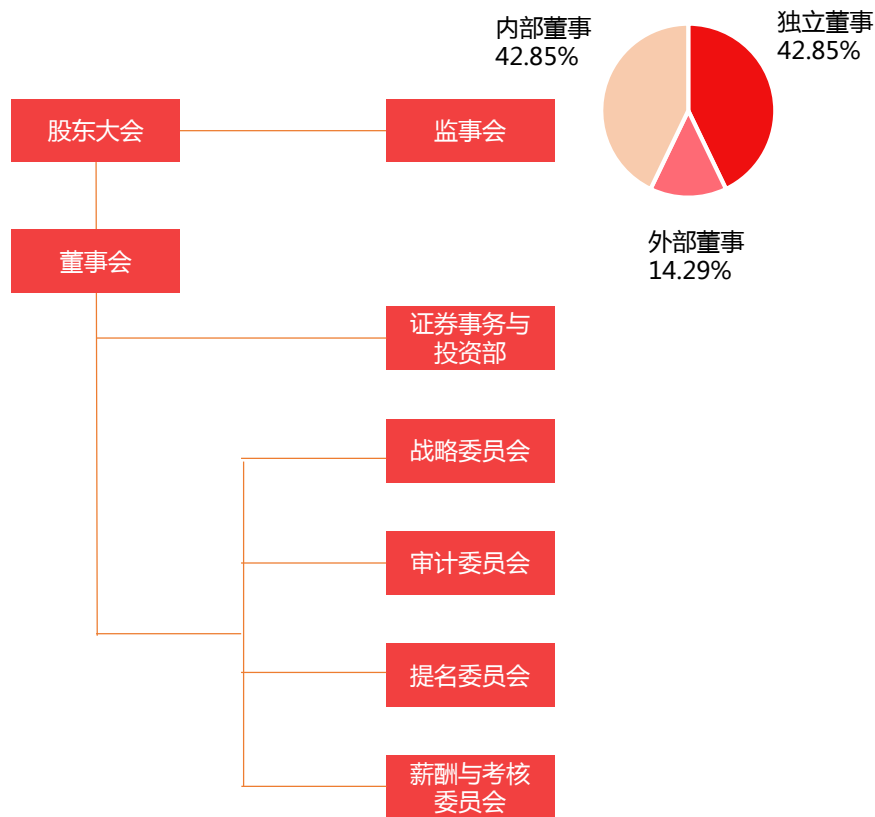 内部董事
42.85%
独立董事
42.85%
股东大会
监事会
外部董事
14.29%
董事会
证券事务与
投资部
战略委员会
审计委员会
提名委员会
薪酬与考核
委员会